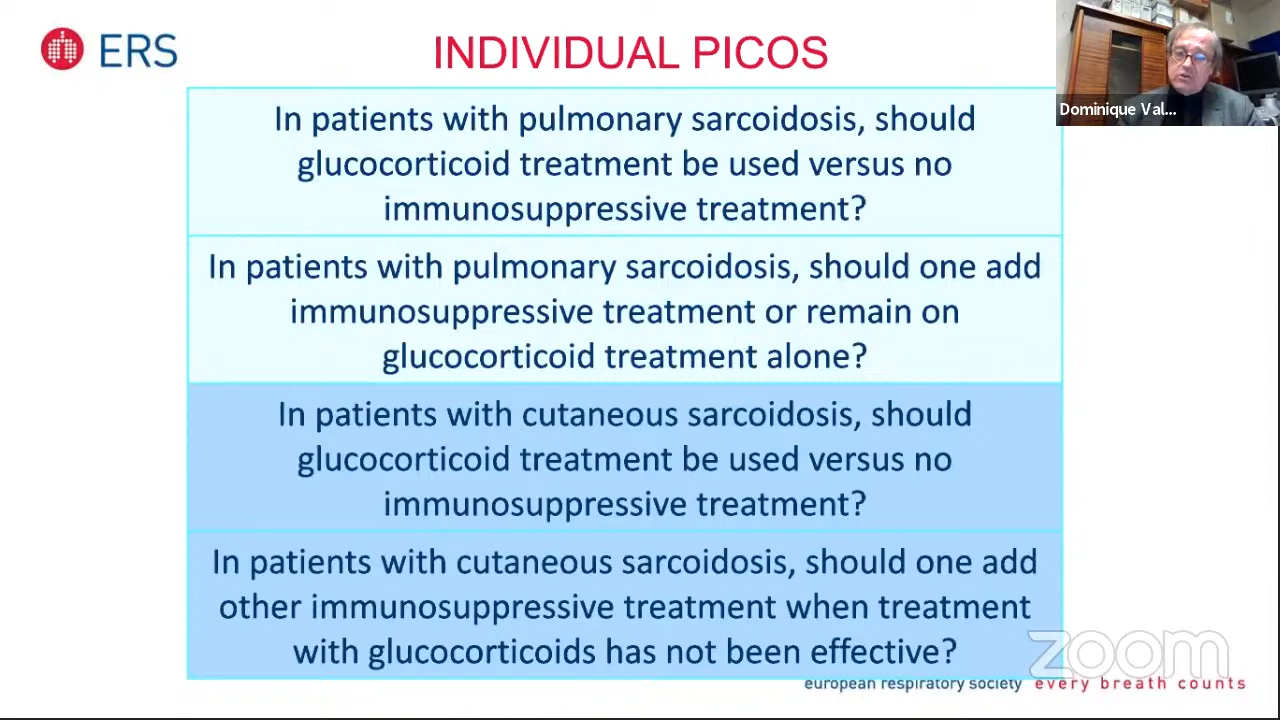 ERS
INDIVIDUAL PICOS
Dominique Val...
In patients with pulmonary sarcoidosis, should
glucocorticoid treatment be used versus no
immunosuppressive treatment?
In patients with pulmonary sarcoidosis, should one add
immunosuppressive treatment or remain on
glucocorticoid treatment alone?
In patients with cutaneous sarcoidosis, should
glucocorticoid treatment be used versus no
immunosuppressive treatment?
In patients with cutaneous sarcoidosis, should one add
other immunosuppressive treatment when treatment
with glucocorticoids has not been effective?
zoom
european respiratory society every breath counts